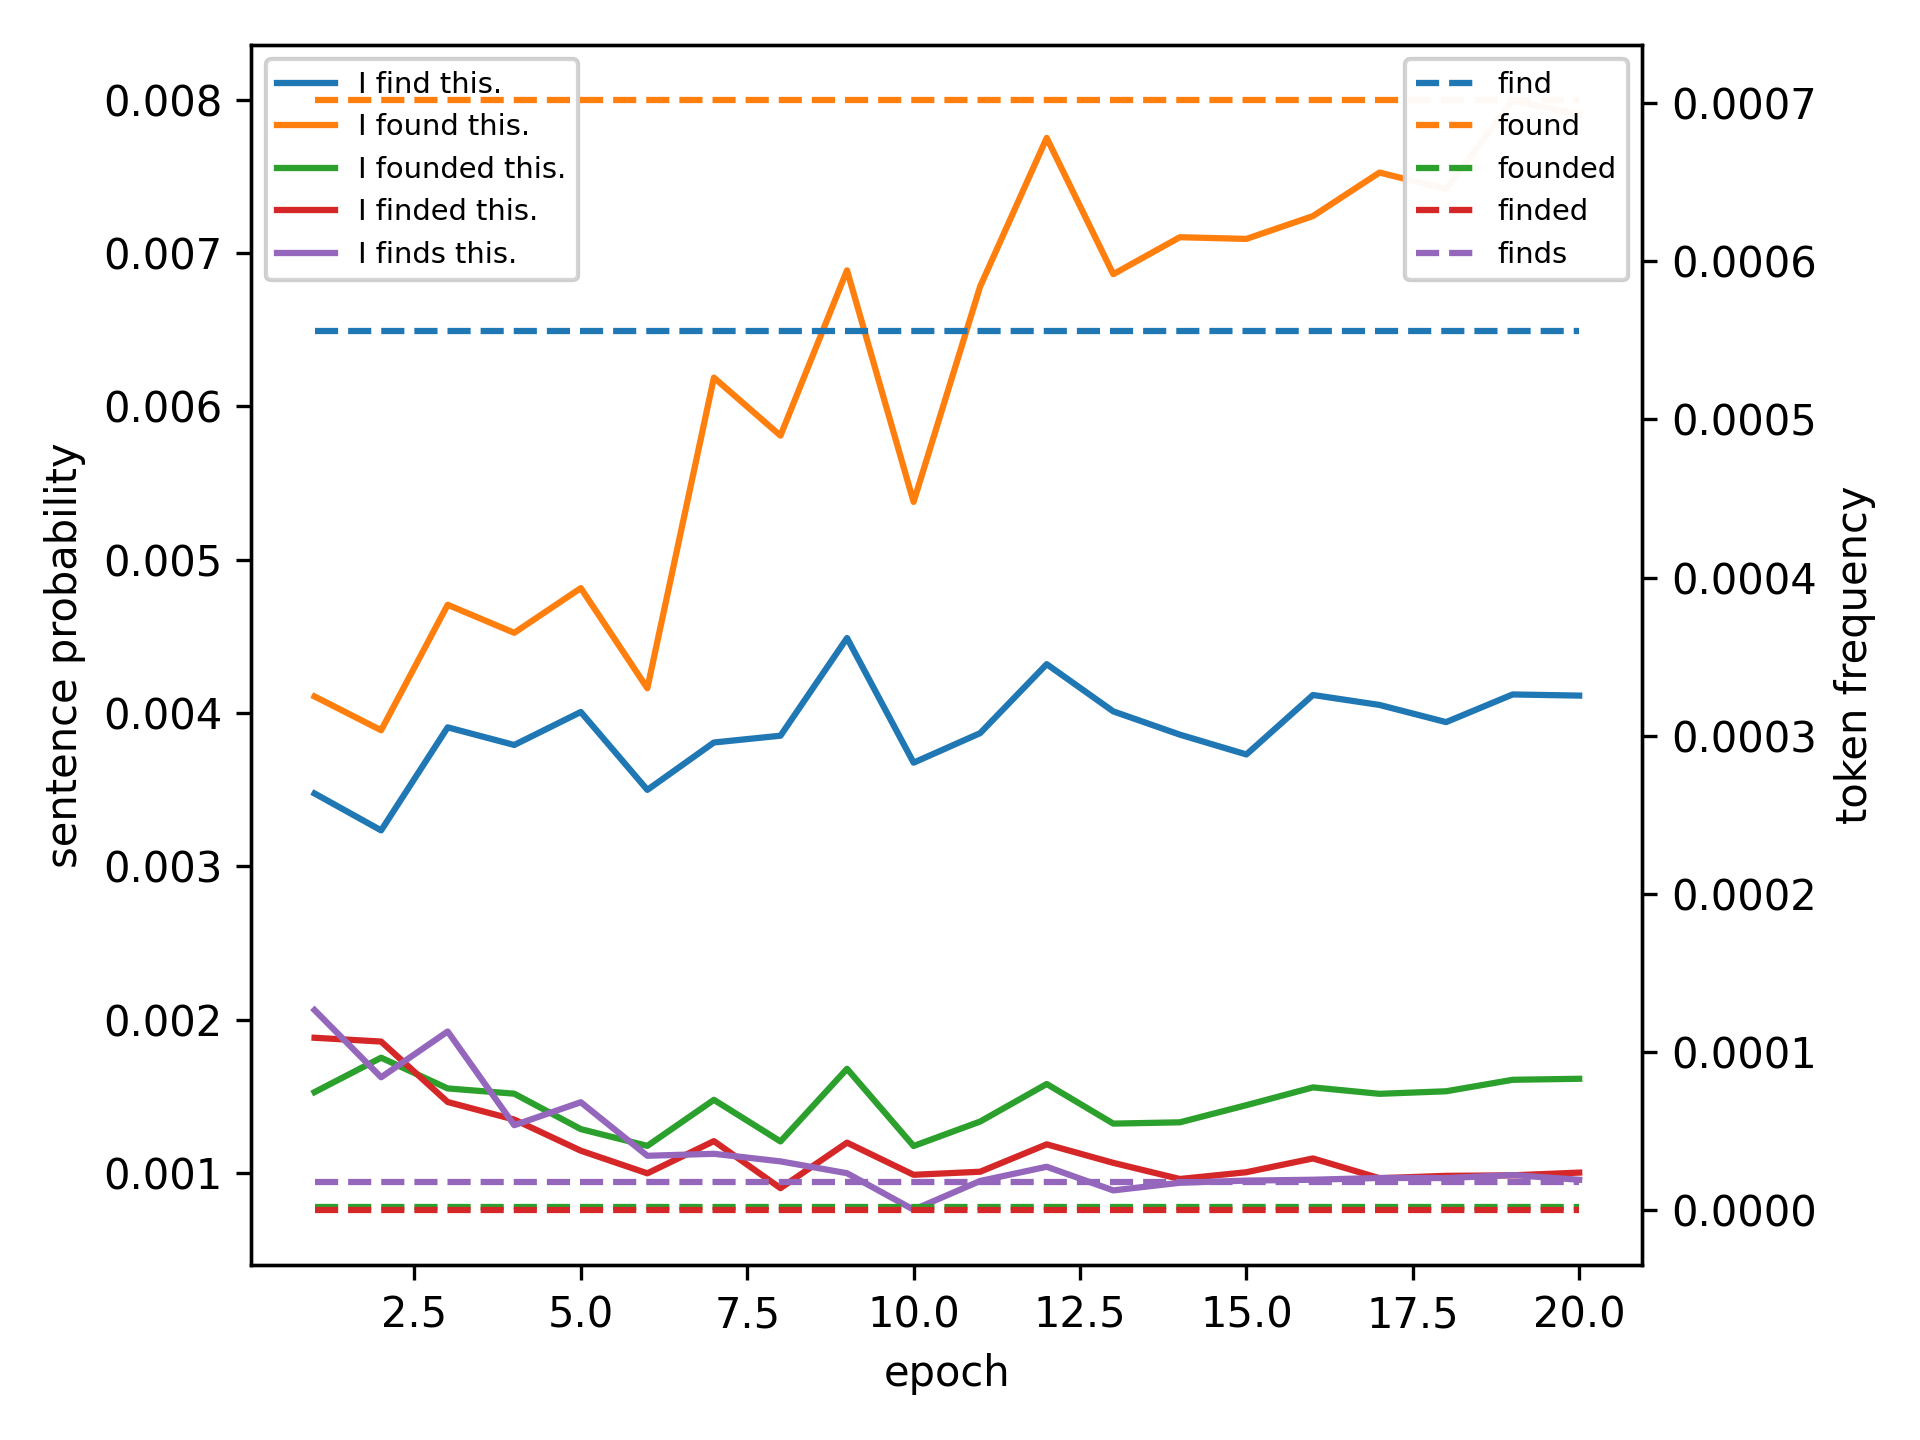 I find this.
I found this.
I founded this.
I finded this.
I finds this.
find
found
founded
finded
finds
0.008
0.007
0.006
0.005
0.004
0.003
0.002
0.001
sentence probability
0.0007
0.0006
0.0005
0.0004
0.0003
0.0002
0.0001
0.0000
token frequency
2.5 5.0 7.5 10.0 12.5 15.0 17.5 20.0
epoch